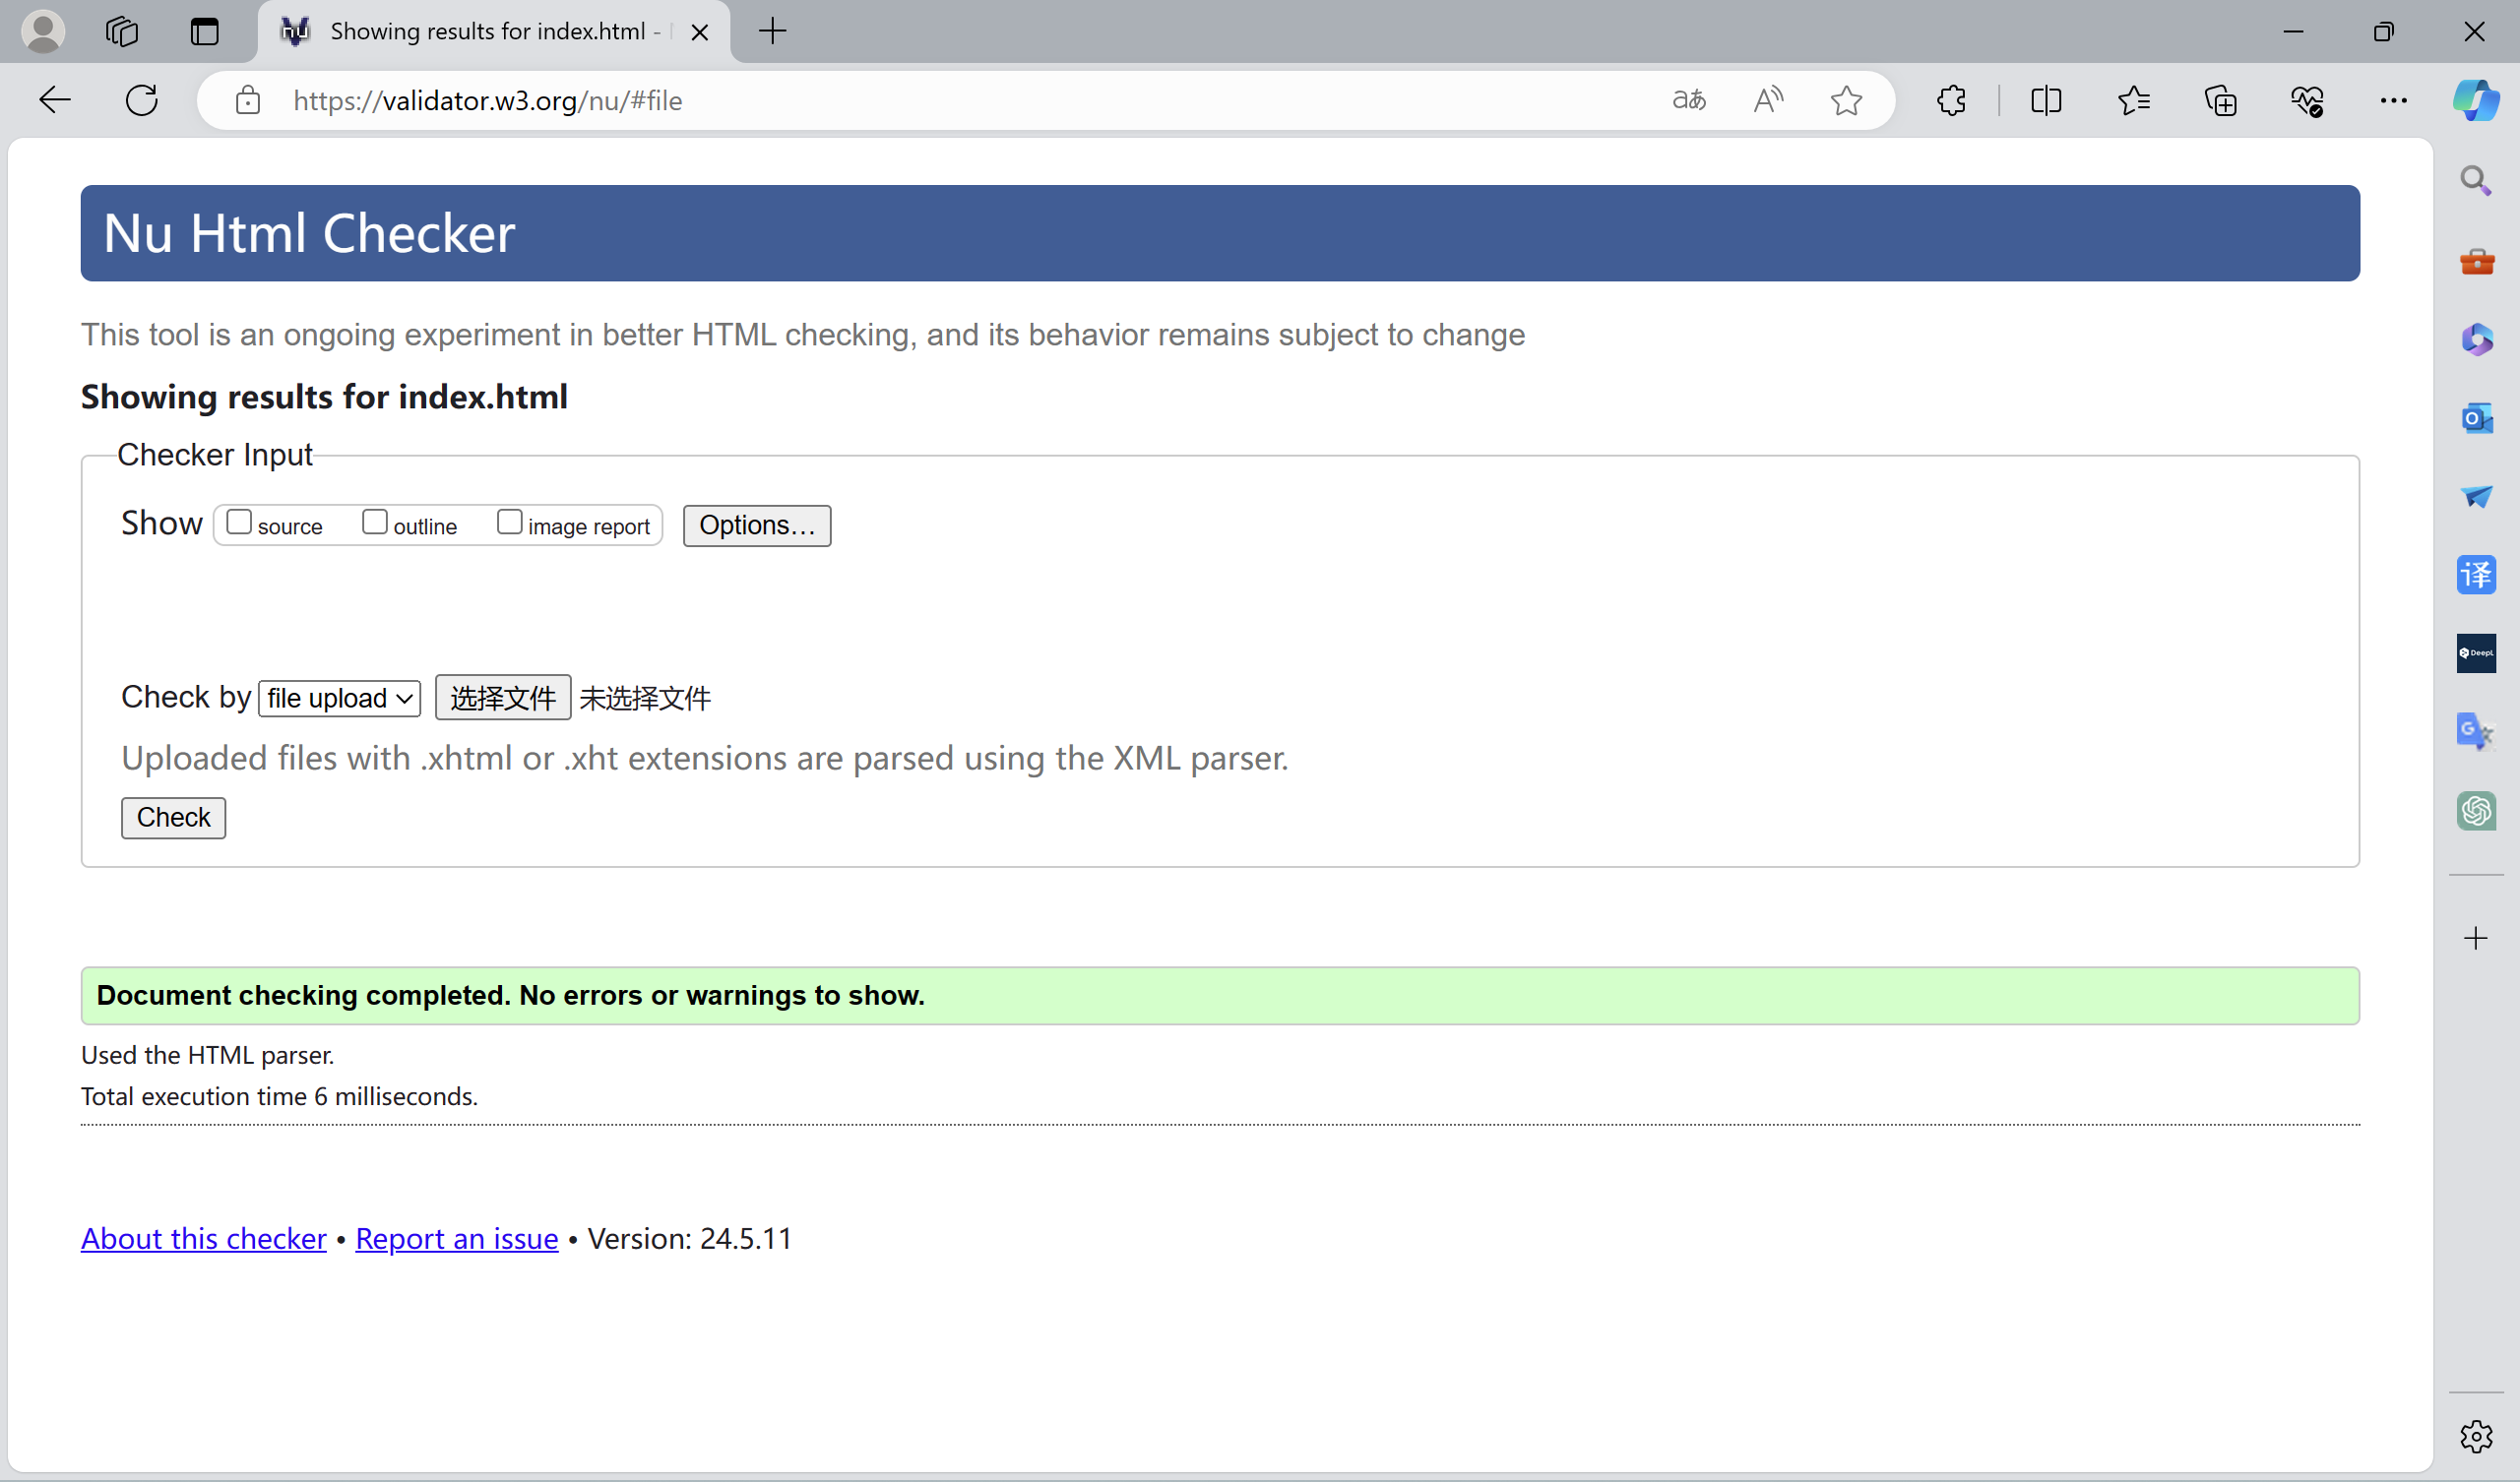 Showing results for index.html -
https://validator.w3.org/nu/#file
Nu Html Checker
This tool is an ongoing experiment in better HTML checking, and its behavior remains subject to change
Showing results for index.html
Checker Input
Show source outline image report Options…
Check by file upload 选择文件 未选择文件
Uploaded files with .xhtml or .xht extensions are parsed using the XML parser.
Check
Document checking completed. No errors or warnings to show.
Used the HTML parser.
Total execution time 6 milliseconds.
About this checker • Report an issue • Version: 24.5.11
译
DeepL